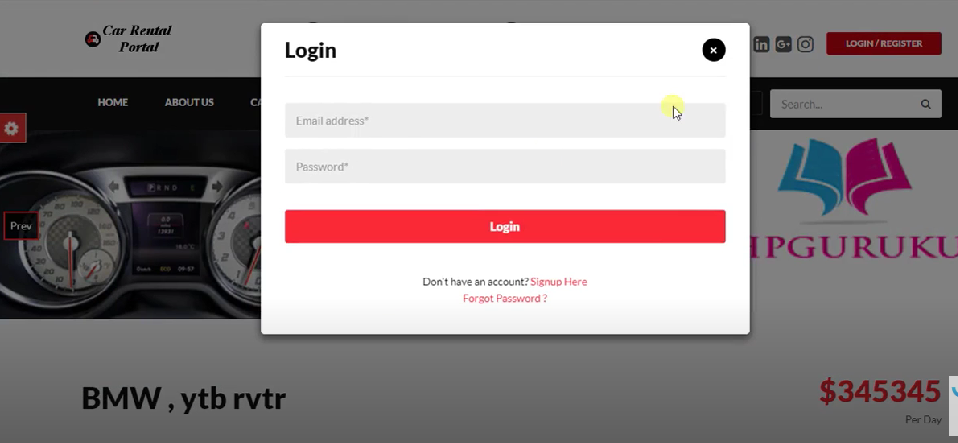 Car Rental
Portal
Login
×
LOGIN / REGISTER
HOME
ABOUT US
CA
Search...
Email address*
Password*
Login
Prev
Don't have an account? Signup Here
Forgot Password ?
HPGURUKU
BMW , ytb rvtr
$345345
Per Day